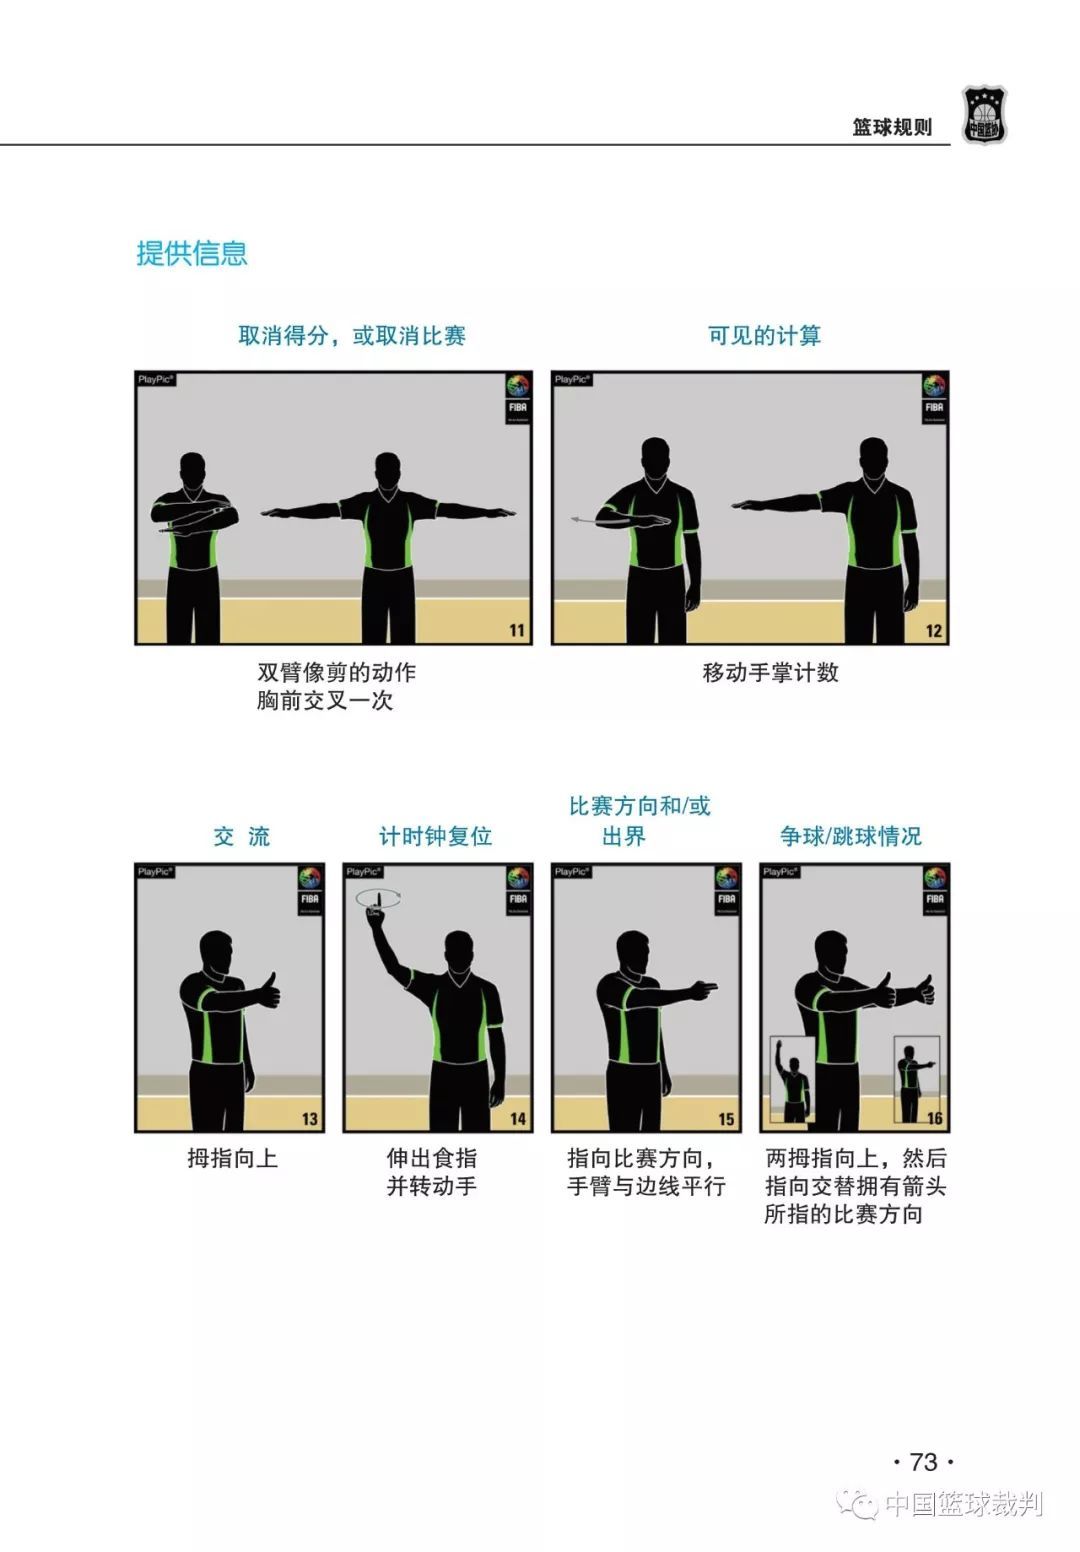 篮球规则
中国篮协
提供信息
取消得分，或取消比赛
可见的计算
PlayPic®
FIBA
11
PlayPic®
FIBA
12
双臂像剪的动作
胸前交叉一次
移动手掌计数
交 流
计时钟复位
比赛方向和/或
出界
争球/跳球情况
PlayPic®
FIBA
13
PlayPic®
FIBA
14
PlayPic®
FIBA
15
PlayPic®
FIBA
16
拇指向上
伸出食指
并转动手
指向比赛方向，
手臂与边线平行
两拇指向上，然后
指向交替拥有箭头
所指的比赛方向
·73·
中国篮球裁判